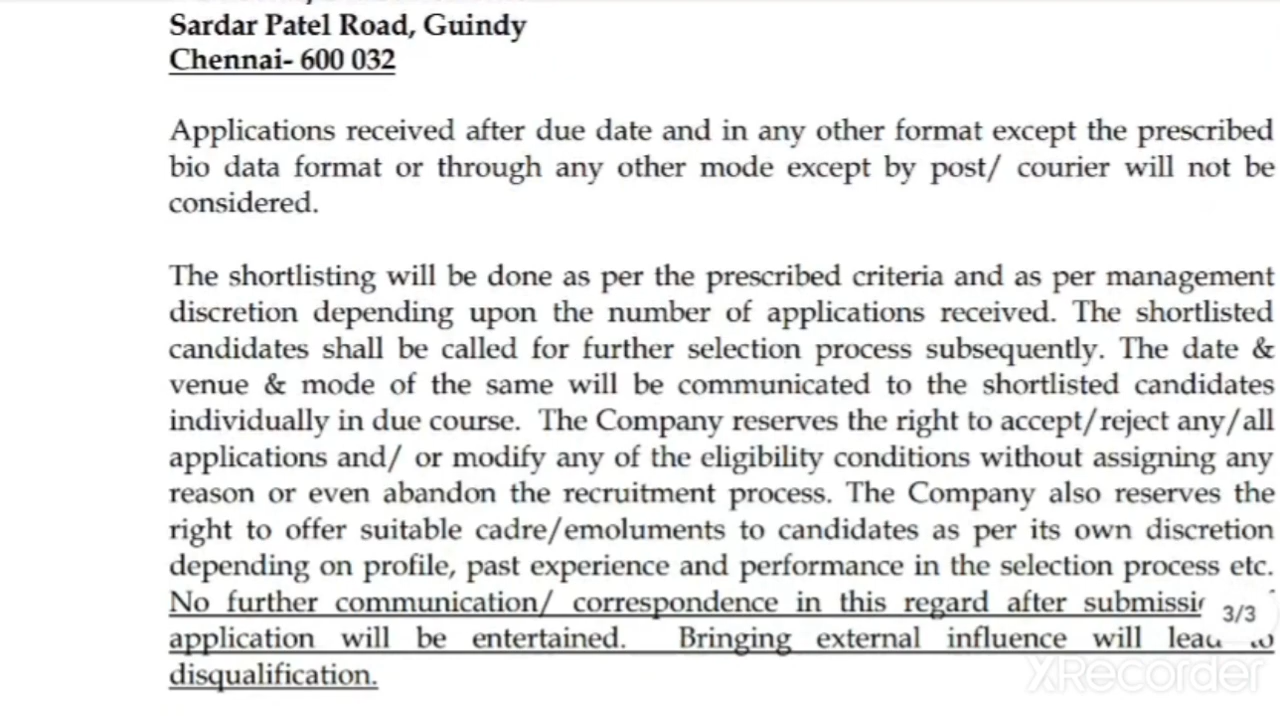 Sardar Patel Road, Guindy
Chennai- 600 032
Applications received after due date and in any other format except the prescribed
bio data format or through any other mode except by post/ courier will not be
considered.
The shortlisting will be done as per the prescribed criteria and as per management
discretion depending upon the number of applications received. The shortlisted
candidates shall be called for further selection process subsequently. The date &
venue & mode of the same will be communicated to the shortlisted candidates
individually in due course. The Company reserves the right to accept/reject any/all
applications and/ or modify any of the eligibility conditions without assigning any
reason or even abandon the recruitment process. The Company also reserves the
right to offer suitable cadre/emoluments to candidates as per its own discretion
depending on profile, past experience and performance in the selection process etc.
No further communication/ correspondence in this regard after
application will be entertained. Bringing external influence will lead to
disqualification.
3/3
XRecorder